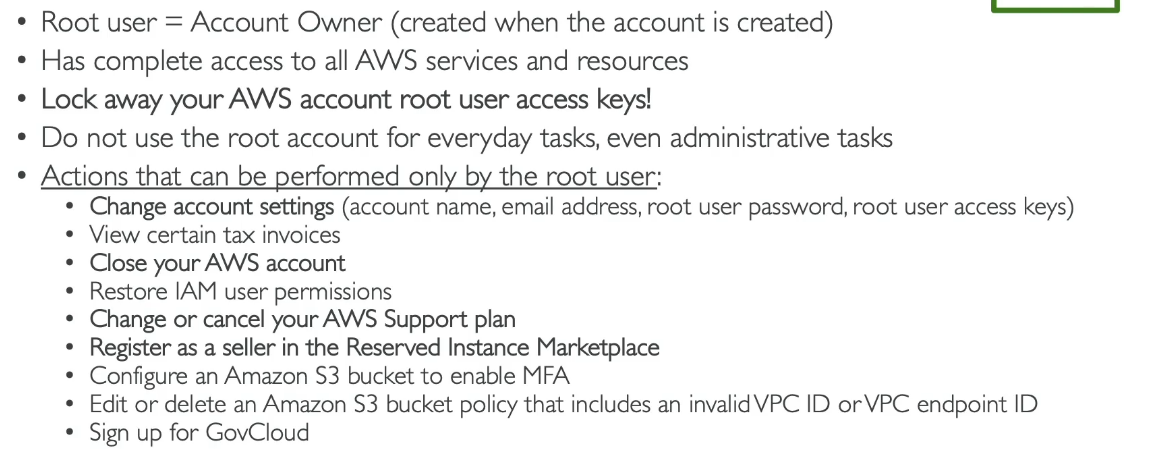 • Root user = Account Owner (created when the account is created)
• Has complete access to all AWS services and resources
• Lock away your AWS account root user access keys!
• Do not use the root account for everyday tasks, even administrative tasks
• Actions that can be performed only by the root user:
• Change account settings (account name, email address, root user password, root user access keys)
• View certain tax invoices
• Close your AWS account
• Restore IAM user permissions
• Change or cancel your AWS Support plan
• Register as a seller in the Reserved Instance Marketplace
• Configure an Amazon S3 bucket to enable MFA
• Edit or delete an Amazon S3 bucket policy that includes an invalid VPC ID or VPC endpoint ID
• Sign up for GovCloud